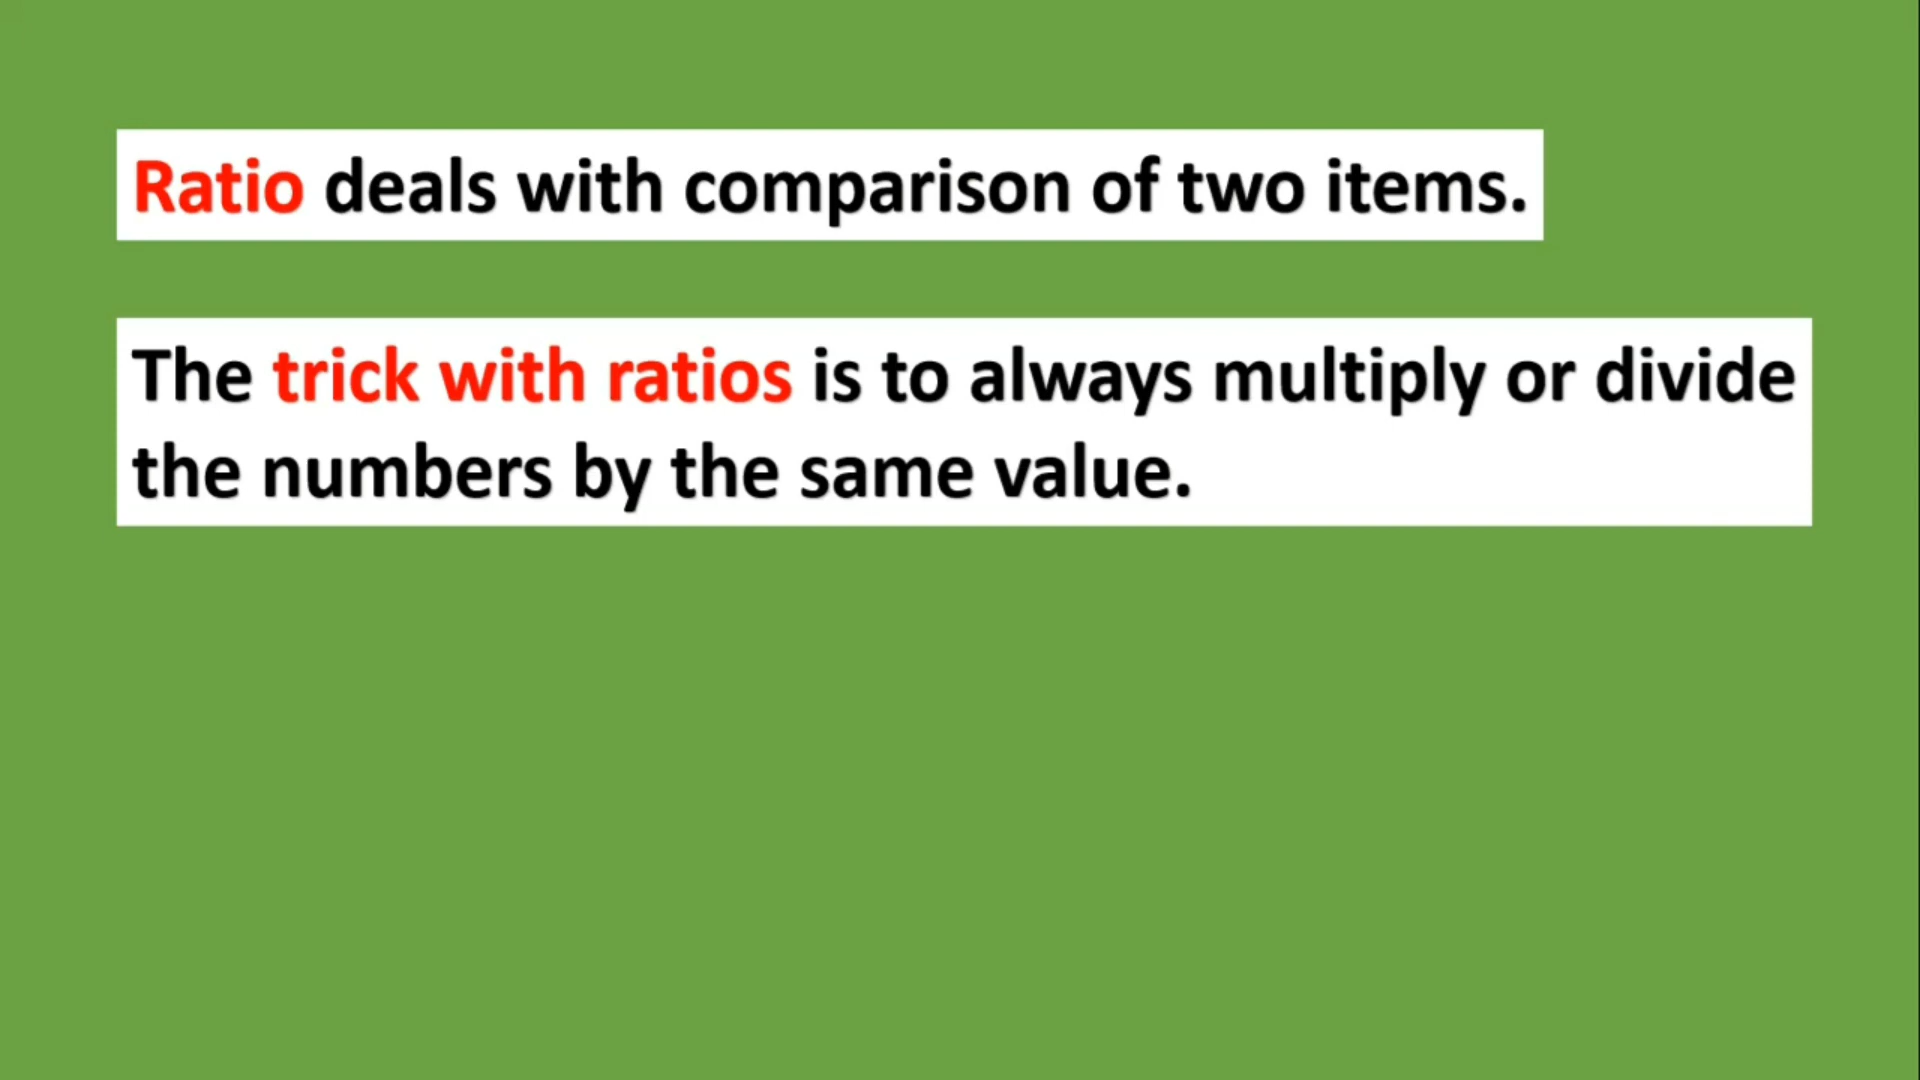 Ratio deals with comparison of two items.
The trick with ratios is to always multiply or divide
the numbers by the same value.